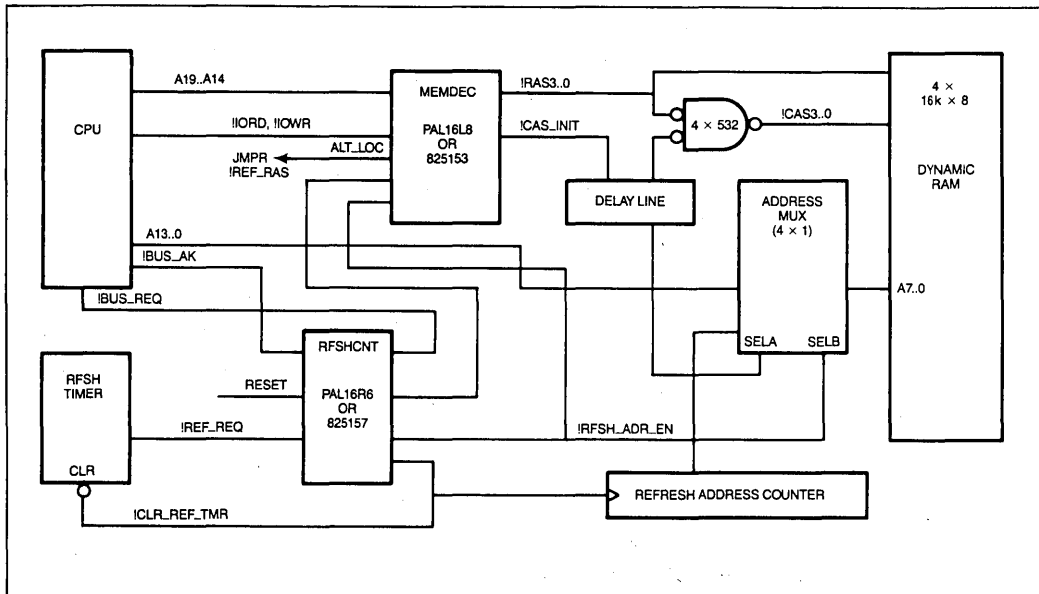 CPU
A19..A14
!IORD, !IOWR
ALT_LOC
JMPR
!REF_RAS
A13..0
!BUS_AK
!BUS_REQ
MEMDEC
PAL16L8
OR
825153
!RAS3..0
!CAS_INIT
4 × 532
!CAS3..0
DELAY LINE
ADDRESS
MUX
(4 × 1)
SELA
SELB
4 ×
16k × 8
DYNAMIC
RAM
A7..0
RFSH
TIMER
CLR
RESET
!REF_REQ
!CLR_REF_TMR
RFSHCNT
PAL16R6
OR
825157
!RFSH_ADR_EN
REFRESH ADDRESS COUNTER